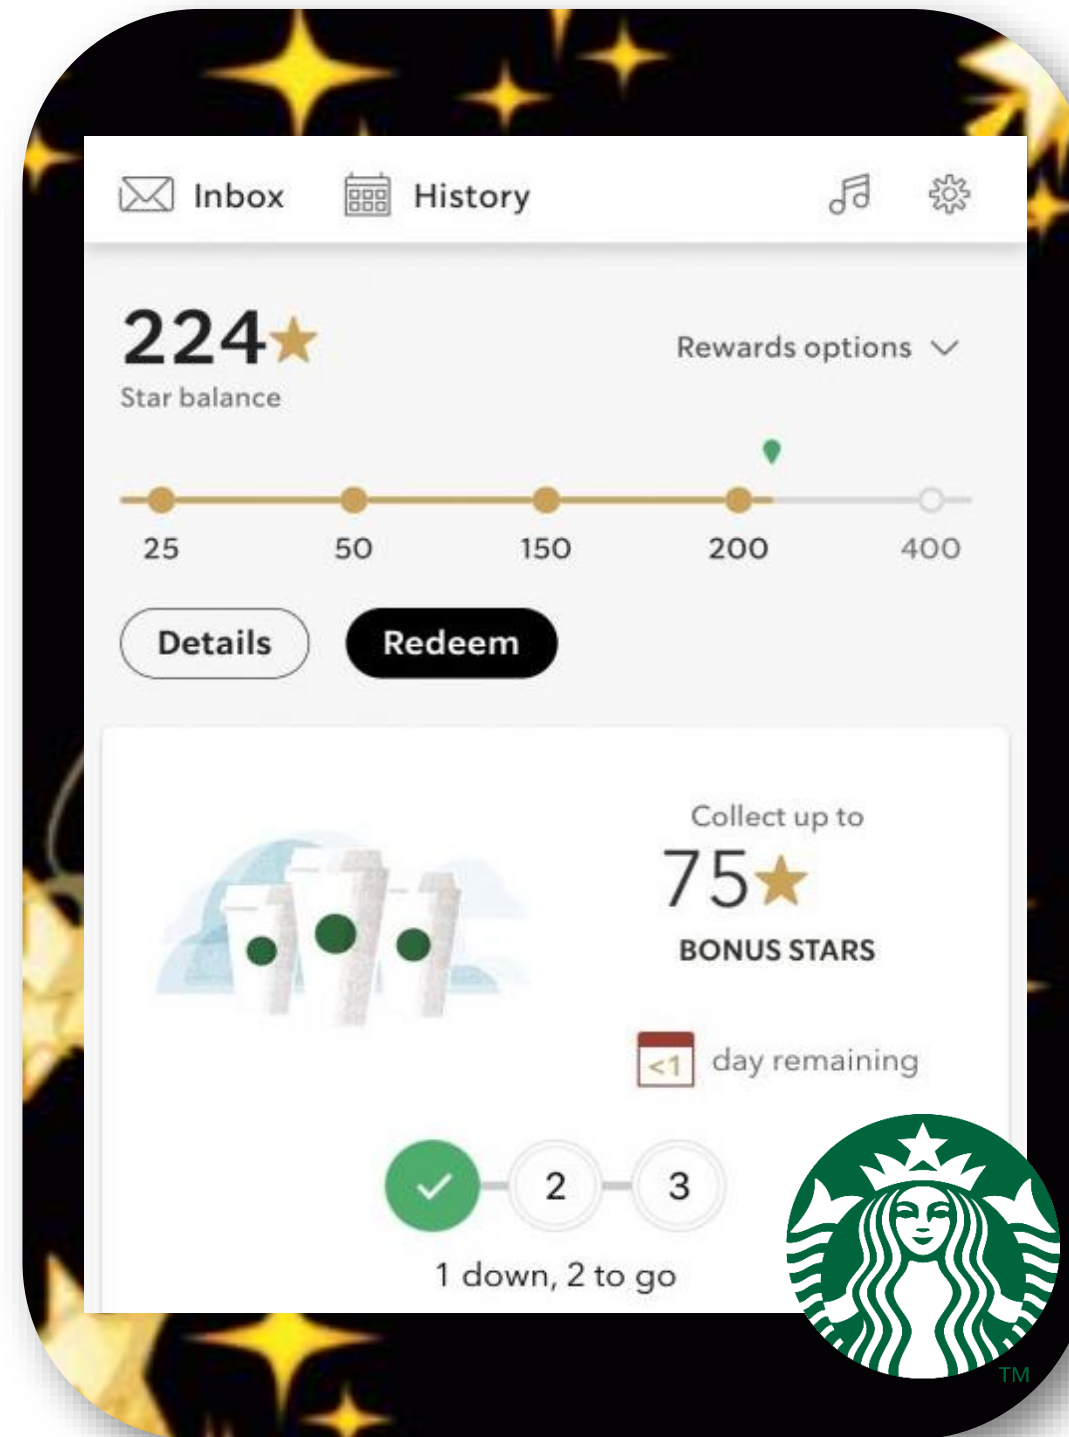 Inbox History
224
Rewards options
Star balance
25 50 150 200 400
Details Redeem
Collect up to
75
BONUS STARS
<1 day remaining
2 3
1 down, 2 to go
TM